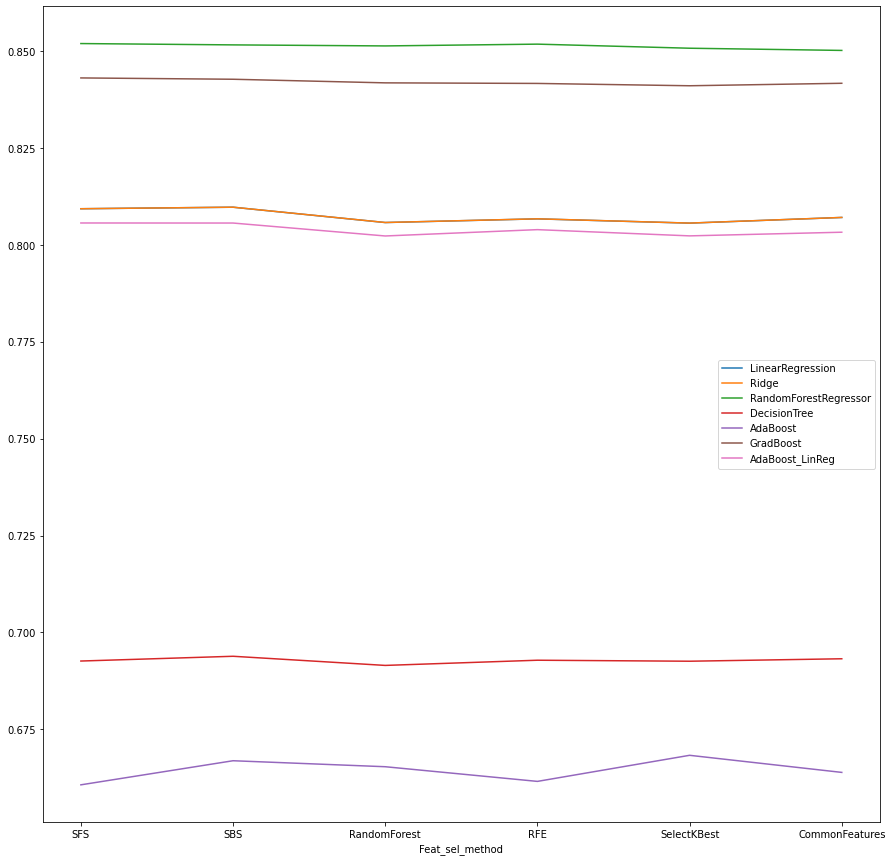 0.850
0.825
0.800
0.775
0.750
0.725
0.700
0.675
LinearRegression
Ridge
RandomForestRegressor
DecisionTree
AdaBoost
GradBoost
AdaBoost_LinReg
SFS SBS RandomForest RFE SelectKBest CommonFeatures
Feat_sel_method